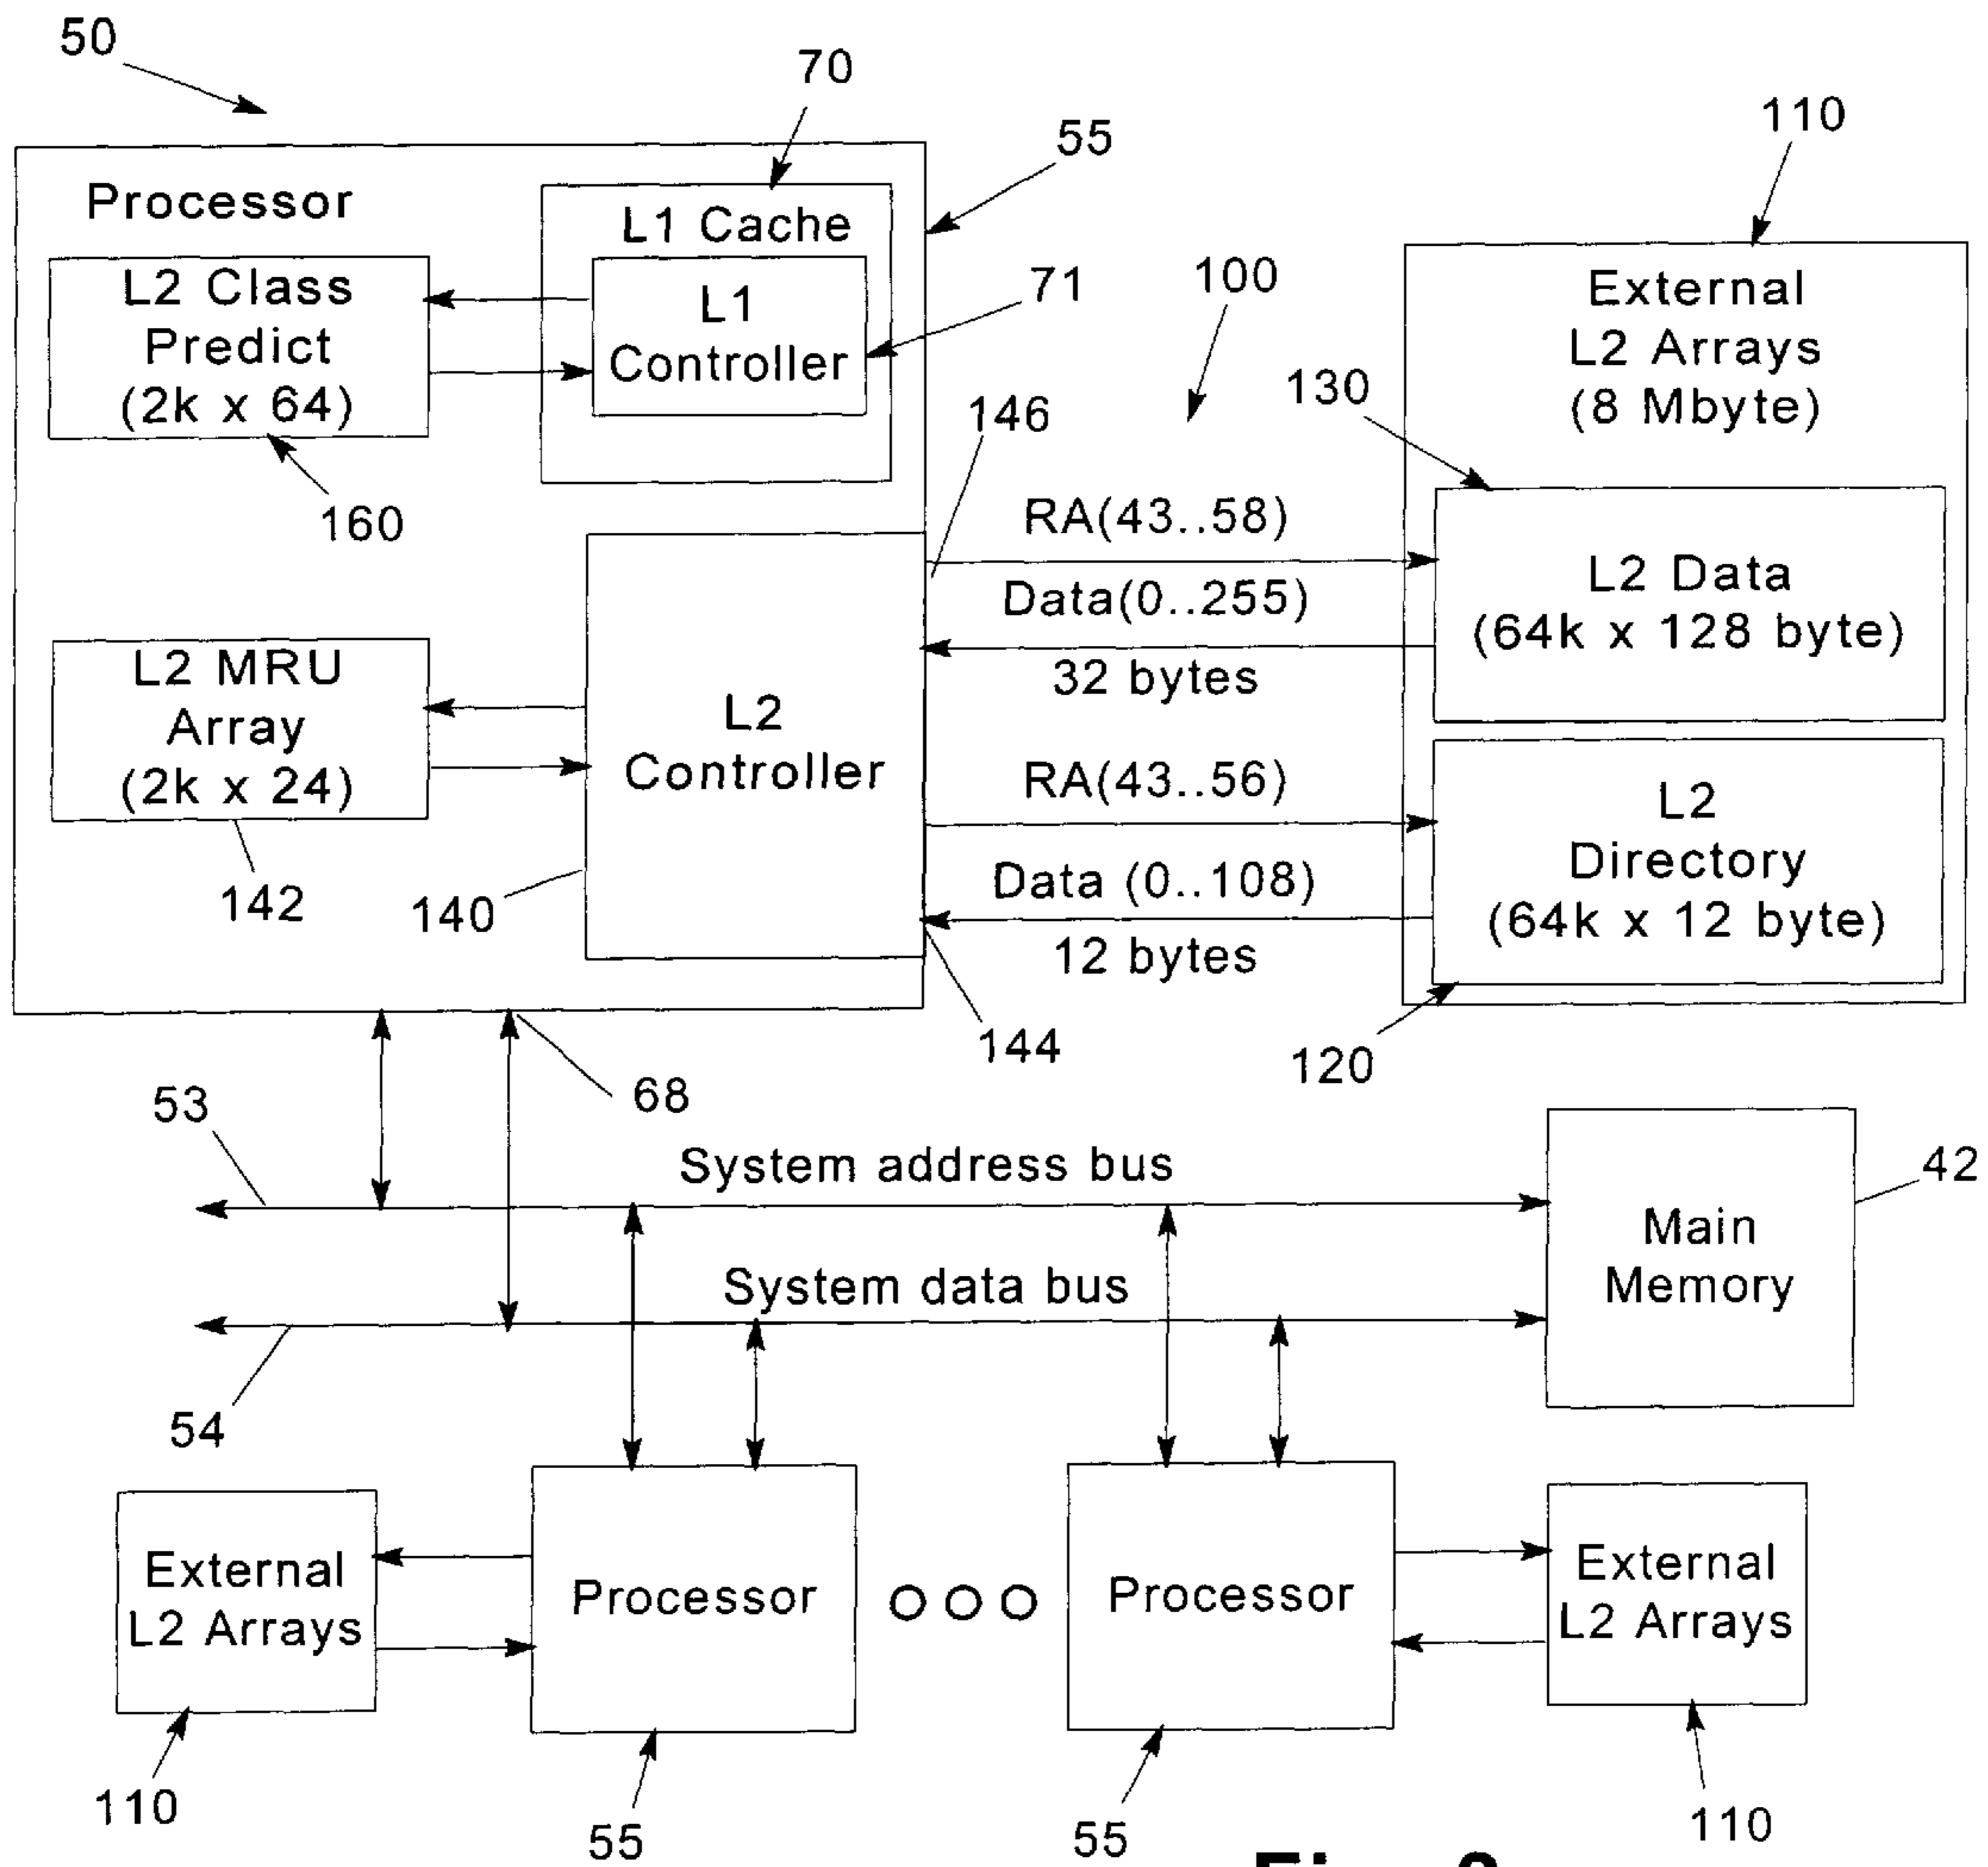 50
70
110
55
Processor
L1 Cache
L2 Class
Predict
(2k x 64)
L1
Controller
71
100
External
L2 Arrays
(8 Mbyte)
130
146
160
RA(43..58)
Data(0..255)
32 bytes
L2 Data
(64k x 128 byte)
L2 MRU
Array
(2k x 24)
L2
Controller
RA(43..56)
Data (0..108)
12 bytes
L2
Directory
(64k x 12 byte)
142
140
144
120
68
53
System address bus
42
Main
Memory
System data bus
54
External
L2 Arrays
Processor
Processor
External
L2 Arrays
110
55
55
110